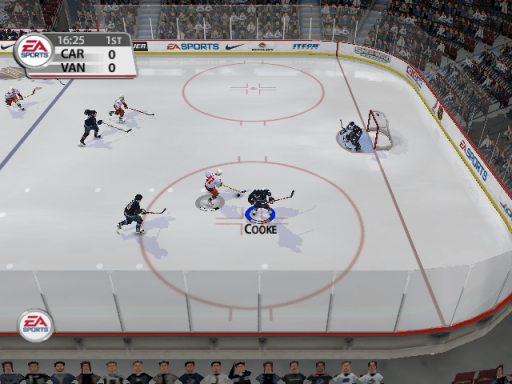 EA
SPORTS
16:25 1ST
CAR 0
VAN 0
EA SPORTS
COOKE
EA SPORTS
EA
SPORTS